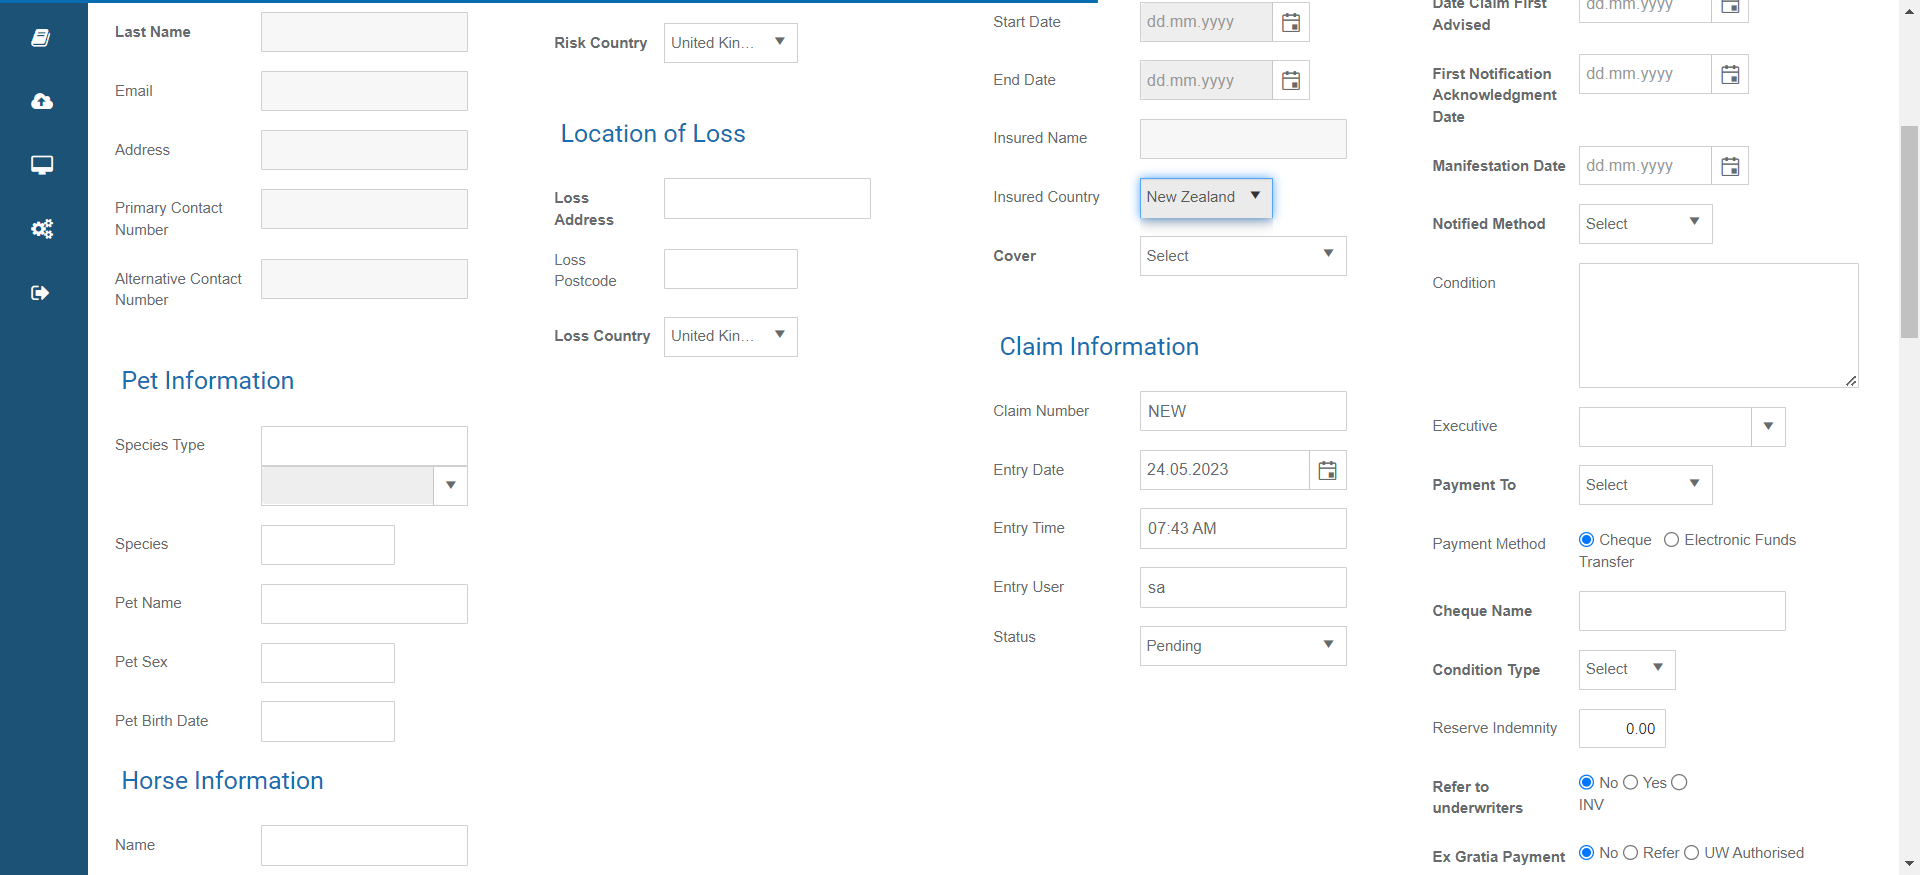 Last Name
Email
Address
Primary Contact
Number
Alternative Contact
Number
Pet Information
Species Type
Species
Pet Name
Pet Sex
Pet Birth Date
Horse Information
Name
Risk Country United Kin...
Location of Loss
Loss
Address
Loss
Postcode
Loss Country United Kin...
Start Date dd.mm.yyyy
End Date dd.mm.yyyy
Insured Name
Insured Country New Zealand
Cover Select
Claim Information
Claim Number NEW
Entry Date 24.05.2023
Entry Time 07:43 AM
Entry User sa
Status Pending
Date Claim First dd.mm.yyyy
Advised
First Notification dd.mm.yyyy
Acknowledgment
Date
Manifestation Date dd.mm.yyyy
Notified Method Select
Condition
Executive
Payment To Select
Payment Method Cheque Electronic Funds
Transfer
Cheque Name
Condition Type Select
Reserve Indemnity 0.00
Refer to No Yes
underwriters INV
Ex Gratia Payment No Refer UW Authorised